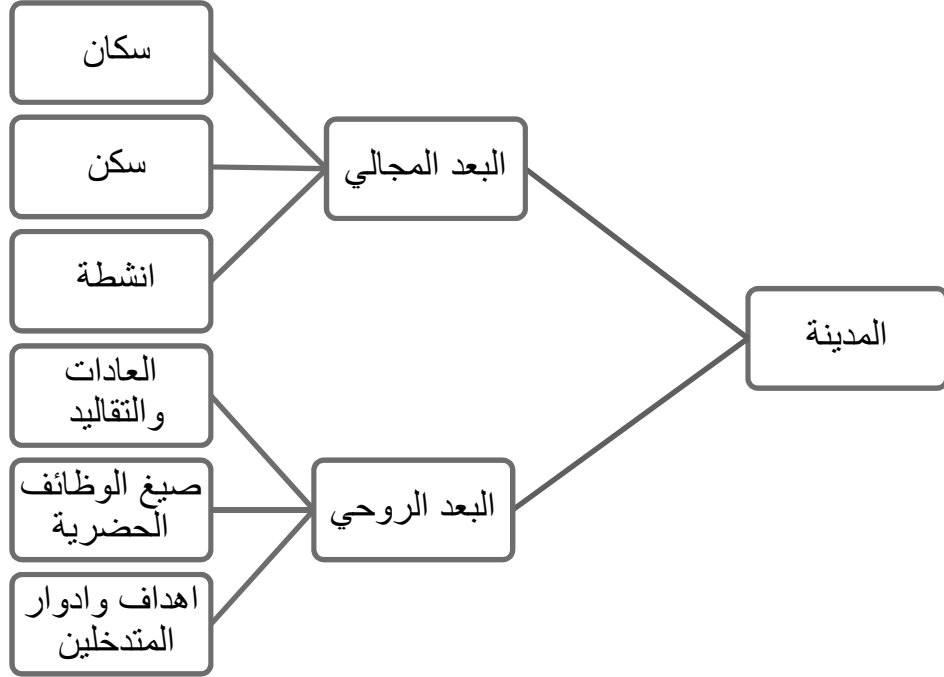 المدينة
البعد المجالي
سكان
سكن
انشطة
البعد الروحي
العادات
والتقاليد
صيغ الوظائف
الحضرية
اهداف وادوار
المتدخلين